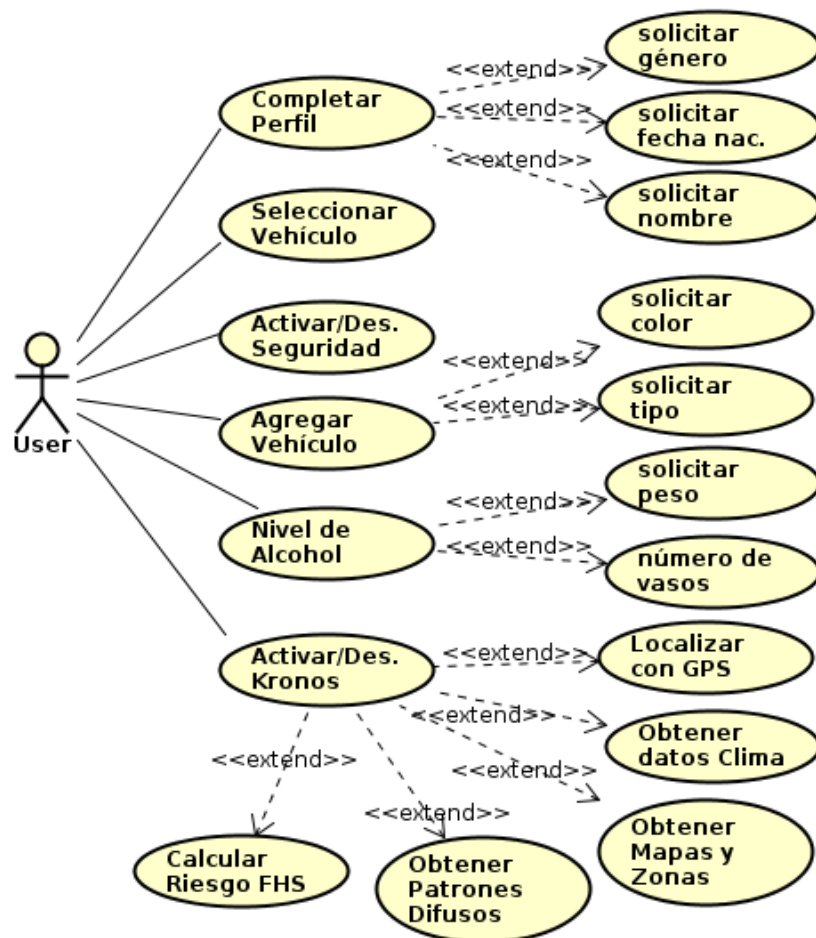 solicitar
género
<<extend>>
Completar
Perfil
<<extend>>
solicitar
fecha nac.
<<extend>>
solicitar
nombre
Seleccionar
Vehículo
solicitar
color
Activar/Des.
Seguridad
<<extend>>
User
Agregar
Vehículo
<<extend>>
solicitar
tipo
solicitar
peso
<<extend>>
Nivel de
Alcohol
<<extend>>
número de
vasos
Activar/Des.
Kronos
<<extend>>
Localizar
con GPS
<<extend>>
Obtener
datos Clima
<<extend>>
<<extend>>
<<extend>>
Obtener
Mapas y
Zonas
Calcular
Riesgo FHS
Obtener
Patrones
Difusos